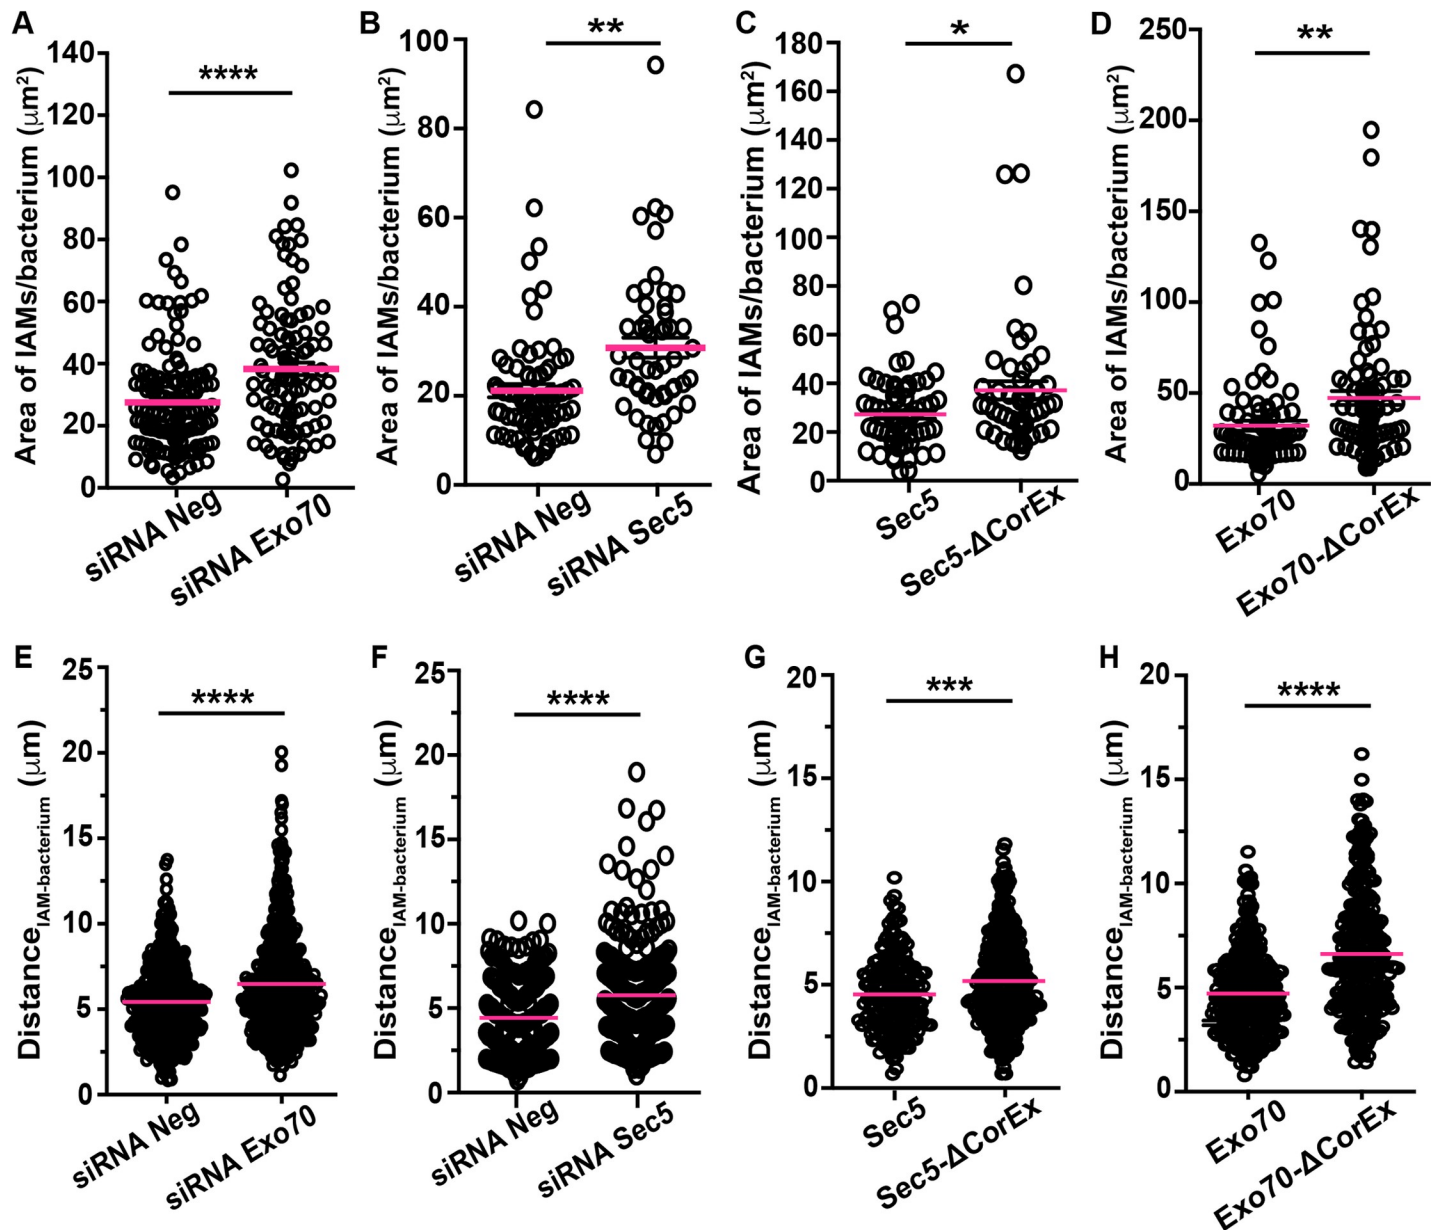 A
Area of IAMs/bacterium (μm²)
140
120
100
80
60
40
20
0
****
siRNA Neg
siRNA Exo70
B
Area of IAMs/bacterium (μm²)
100
80
60
40
20
0
**
siRNA Neg
siRNA Sec5
C
Area of IAMs/bacterium (μm²)
180
160
140
120
100
80
60
40
20
0
*
Sec5
Sec5-ΔCorEx
D
Area of IAMs/bacterium (μm²)
250
200
150
100
50
0
**
Exo70
Exo70-ΔCorEx
E
Distance IAM-bacterium (μm)
25
20
15
10
5
0
****
siRNA Neg
siRNA Exo70
F
Distance IAM-bacterium (μm)
25
20
15
10
5
0
****
siRNA Neg
siRNA Sec5
G
Distance IAM-bacterium (μm)
20
15
10
5
0
***
Sec5
Sec5-ΔCorEx
H
Distance IAM-bacterium (μm)
20
15
10
5
0
****
Exo70
Exo70-ΔCorEx